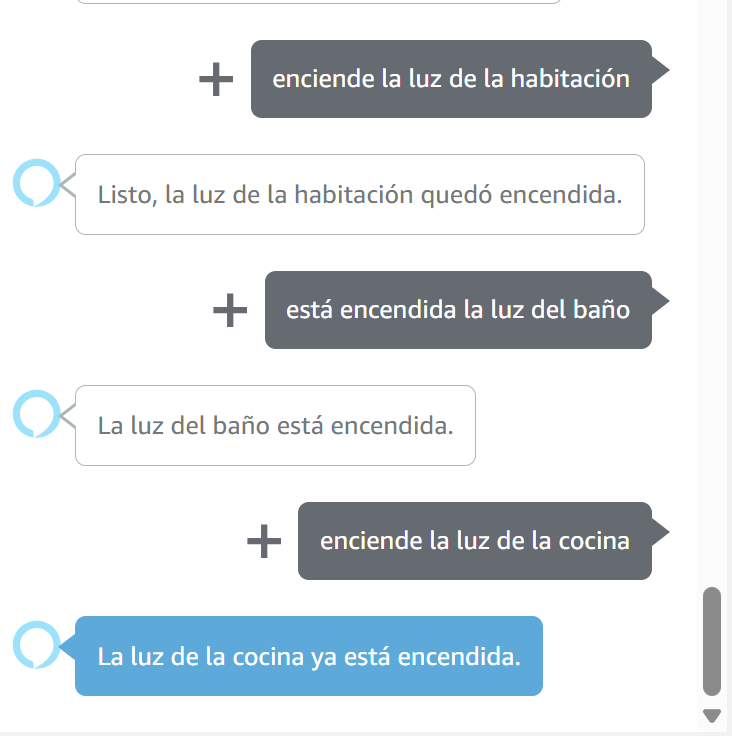 enciende la luz de la habitación
Listo, la luz de la habitación quedó encendida.
está encendida la luz del baño
La luz del baño está encendida.
enciende la luz de la cocina
La luz de la cocina ya está encendida.